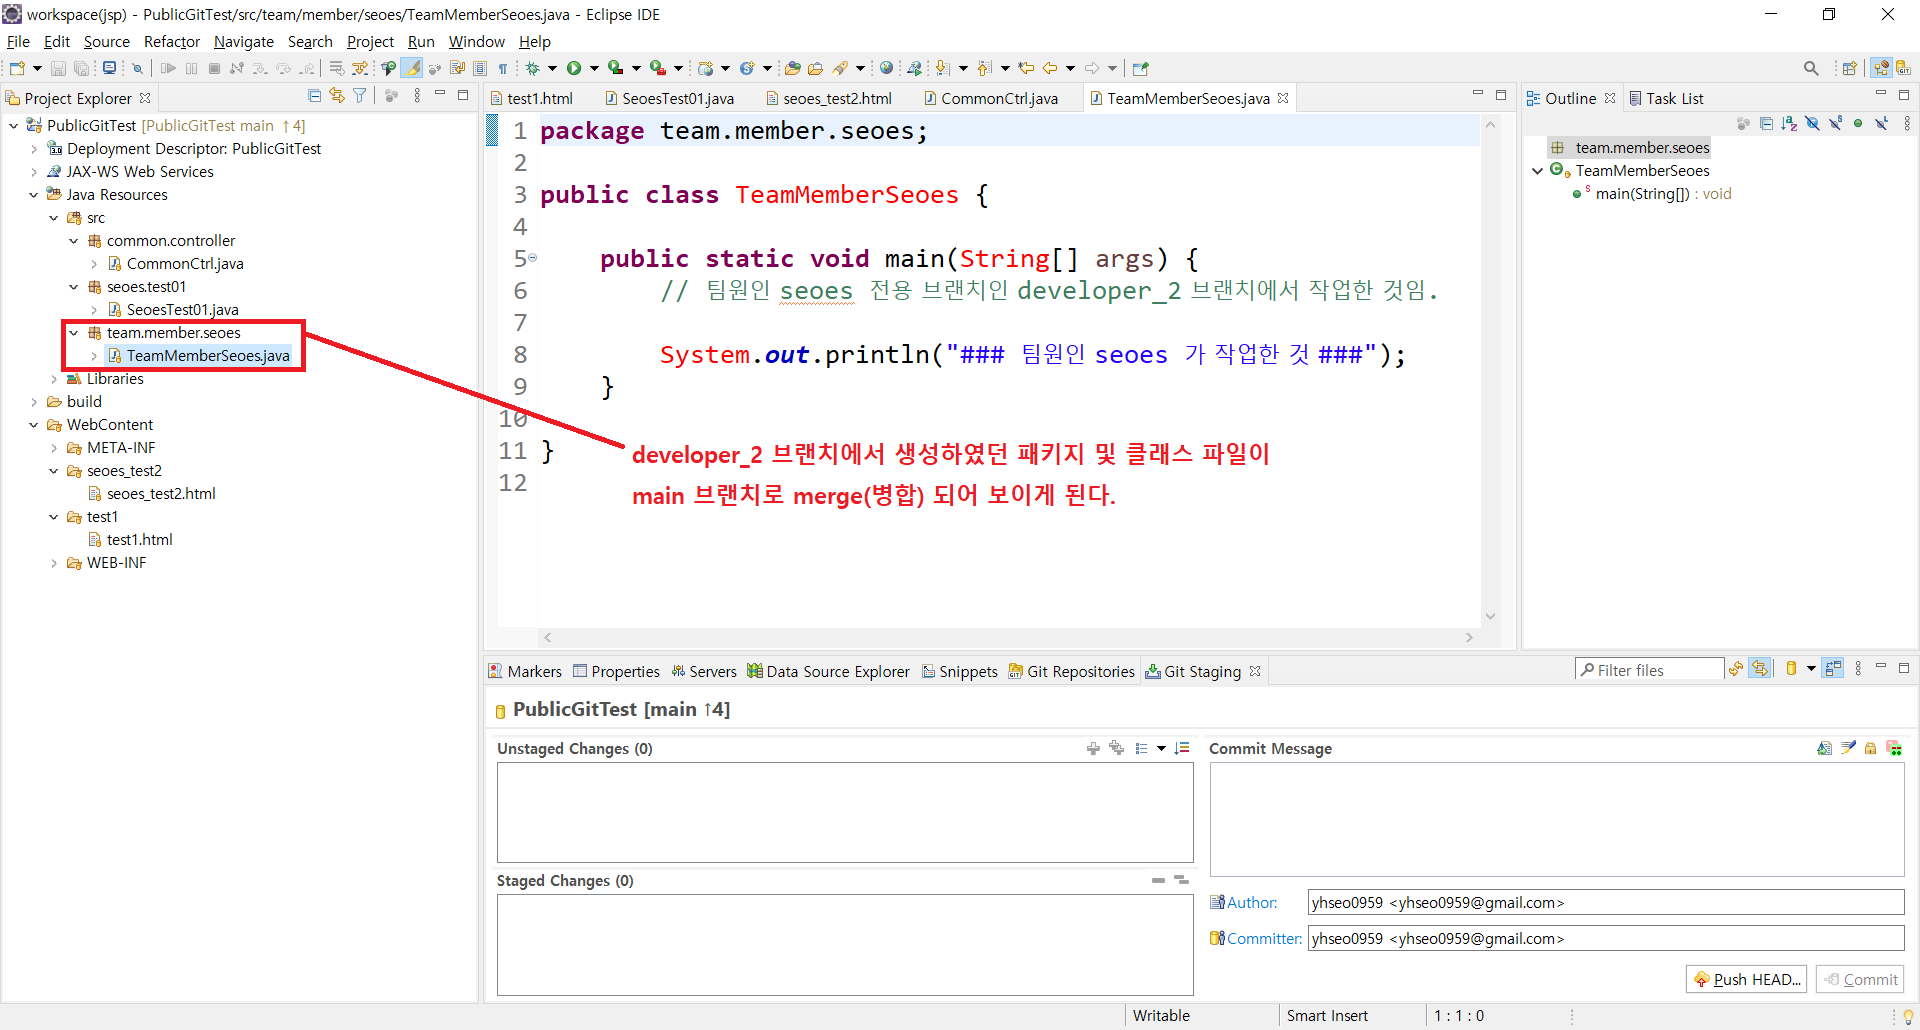 workspace(jsp) - PublicGitTest/src/team/member/seoes/TeamMemberSeoes.java - Eclipse IDE
File Edit Source Refactor Navigate Search Project Run Window Help
Project Explorer
PublicGitTest [PublicGitTest main ↑4]
Deployment Descriptor: PublicGitTest
JAX-WS Web Services
Java Resources
src
common.controller
CommonCtrl.java
seoes.test01
SeoesTest01.java
team.member.seoes
TeamMemberSeoes.java
Libraries
build
WebContent
META-INF
seoes_test2
seoes_test2.html
test1
test1.html
WEB-INF
test1.html SeoesTest01.java seoes_test2.html CommonCtrl.java TeamMemberSeoes.java
1 package team.member.seoes;
2
3 public class TeamMemberSeoes {
4
5 public static void main(String[] args) {
6 // 팀원인 seoes 전용 브랜치인 developer_2 브랜치에서 작업한 것임.
7
8 System.out.println("### 팀원인 seoes 가 작업한 것 ###");
9 }
10
11 }
12
developer_2 브랜치에서 생성하였던 패키지 및 클래스 파일이
main 브랜치로 merge(병합) 되어 보이게 된다.
Outline Task List
team.member.seoes
TeamMemberSeoes
main(String[]) : void
Markers Properties Servers Data Source Explorer Snippets Git Repositories Git Staging
Filter files
PublicGitTest [main ↑4]
Unstaged Changes (0)
Staged Changes (0)
Commit Message
Author: yhseo0959 <yhseo0959@gmail.com>
Committer: yhseo0959 <yhseo0959@gmail.com>
Push HEAD... Commit
Writable Smart Insert 1 : 1 : 0